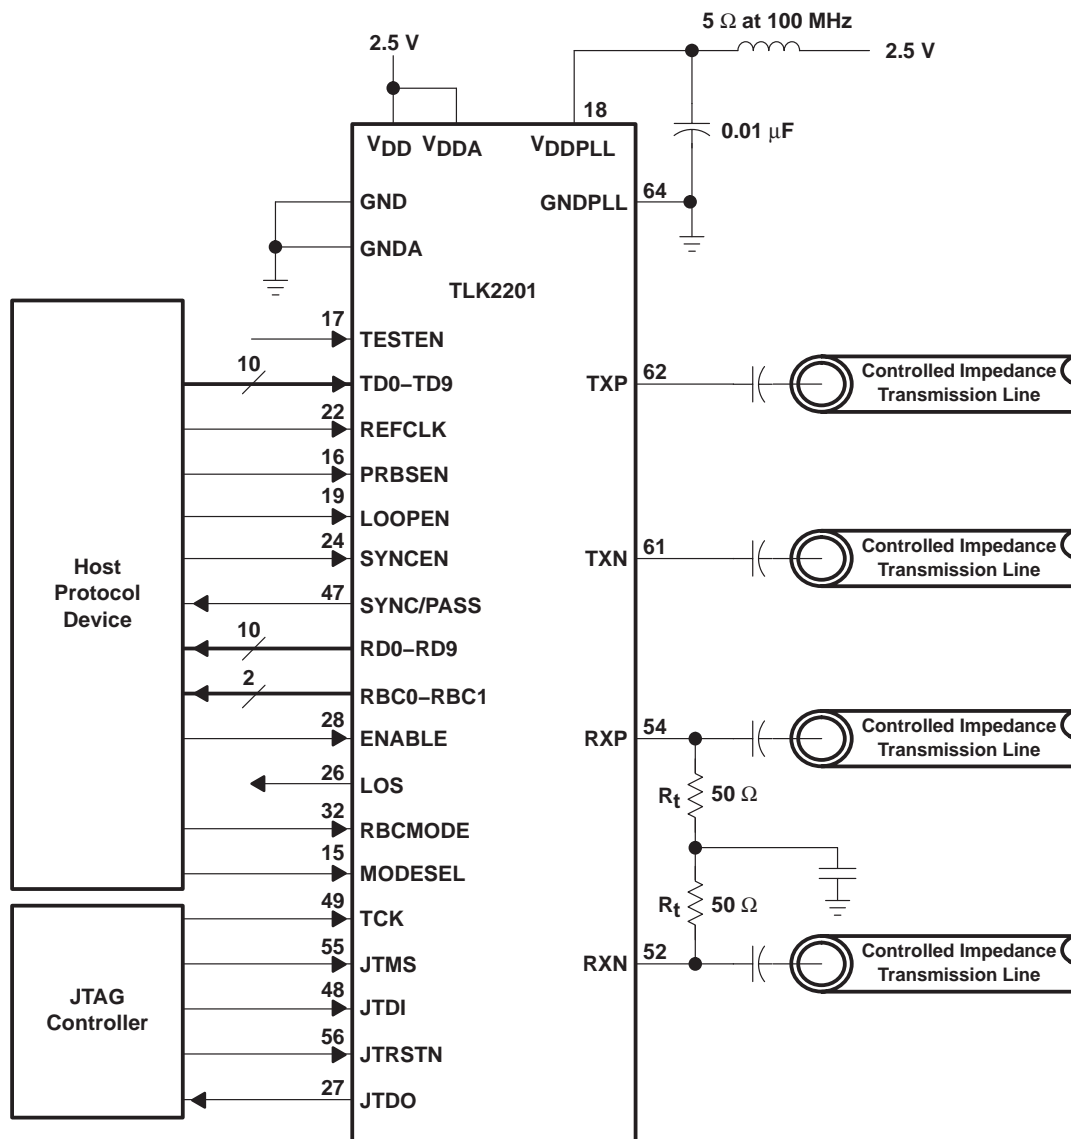 5 Ω at 100 MHz
2.5 V
2.5 V
18
0.01 μF
VDD VDDA VDDPLL
GND
GNDPLL
64
GNDA
TLK2201
17
TESTEN
10
TD0–TD9
TXP
62
Controlled Impedance
Transmission Line
22
REFCLK
16
PRBSEN
19
LOOPEN
24
SYNCEN
TXN
61
Controlled Impedance
Transmission Line
Host
Protocol
Device
47
SYNC/PASS
10
RD0–RD9
2
RBC0–RBC1
28
ENABLE
RXP
54
Controlled Impedance
Transmission Line
26
LOS
Rt
50 Ω
32
RBCMODE
15
MODESEL
Rt
50 Ω
49
TCK
55
JTMS
RXN
52
Controlled Impedance
Transmission Line
JTAG
Controller
48
JTDI
56
JTRSTN
27
JTDO